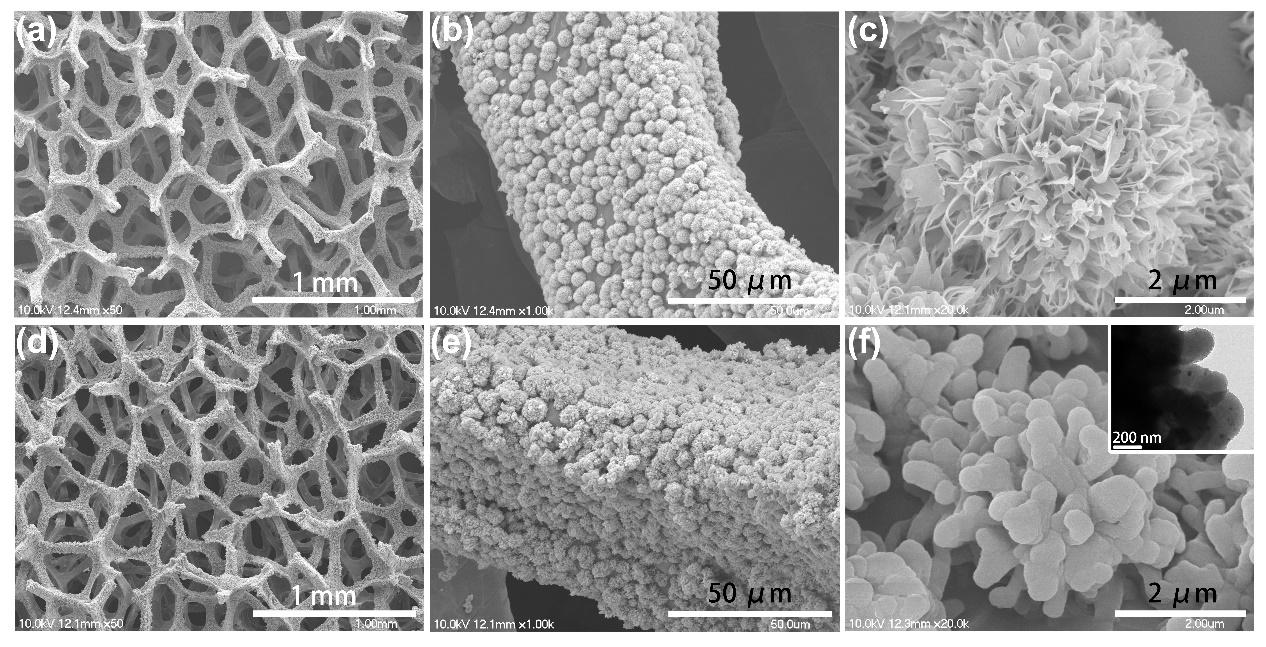 (a)
1 mm
10.0kV 12.4mm x50
1.00mm
(b)
50 μm
10.0kV 12.4mm x1.00k
50.0um
(c)
2 μm
10.0kV 12.1mm x20.0k
2.00um
(d)
1 mm
10.0kV 12.1mm x50
1.00mm
(e)
50 μm
10.0kV 12.1mm x1.00k
50.0um
(f)
200 nm
2 μm
10.0kV 12.3mm x20.0k
2.00um